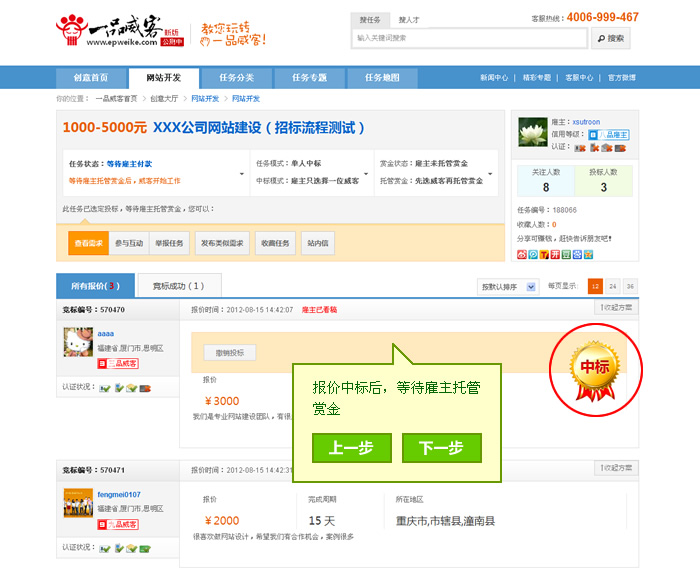 一品威客 新版
www.epweike.com 公测中
教您玩转
一品威客!
搜任务 搜人才
客服热线：4006-999-467
输入关键词搜索
搜索
创意首页 网站开发 任务分类 任务专题 任务地图
新闻中心 | 精彩专题 | 客服中心 | 官方微博
你的位置： 一品威客首页 > 创意大厅 > 网站开发 > 网站开发
1000-5000元 XXX公司网站建设（招标流程测试）
任务状态：等待雇主付款
等待雇主托管赏金后，威客开始工作
任务模式：单人中标
中标模式：雇主只选择一位威客
赏金状态：雇主未托管赏金
托管赏金：先选威客再托管赏金
此任务已选定投标，等待雇主托管赏金，您可以：
查看需求 参与互动 举报任务 发布类似需求 收藏任务 站内信
雇主：xsutroon
信用等级： 八品雇主
认证：
关注人数 投标人数
8 3
任务编号：188066
收藏人数：0
分享可赚钱，赶快告诉朋友吧!
所有报价( 3 ) 竞标成功（1）
按默认排序 每页显示： 12 24 36
竞标编号：570470
报价时间：2012-08-15 14:42:07 雇主已看稿
收起方案
aaaa
福建省,厦门市,思明区
三品威客
认证状况：
撤销投标
报价
￥3000
我们是专业网站建设团队，有很
中标
报价中标后，等待雇主托管
赏金
上一步 下一步
竞标编号：570471
报价时间：2012-08-15 14:42:31
收起方案
fengmei0107
福建省,厦门市,思明区
品威客
认证状况：
报价 完成周期 所在地区
￥2000 15 天 重庆市,市辖县,潼南县
很喜欢做网站设计，希望我们有合作机会，案例很多